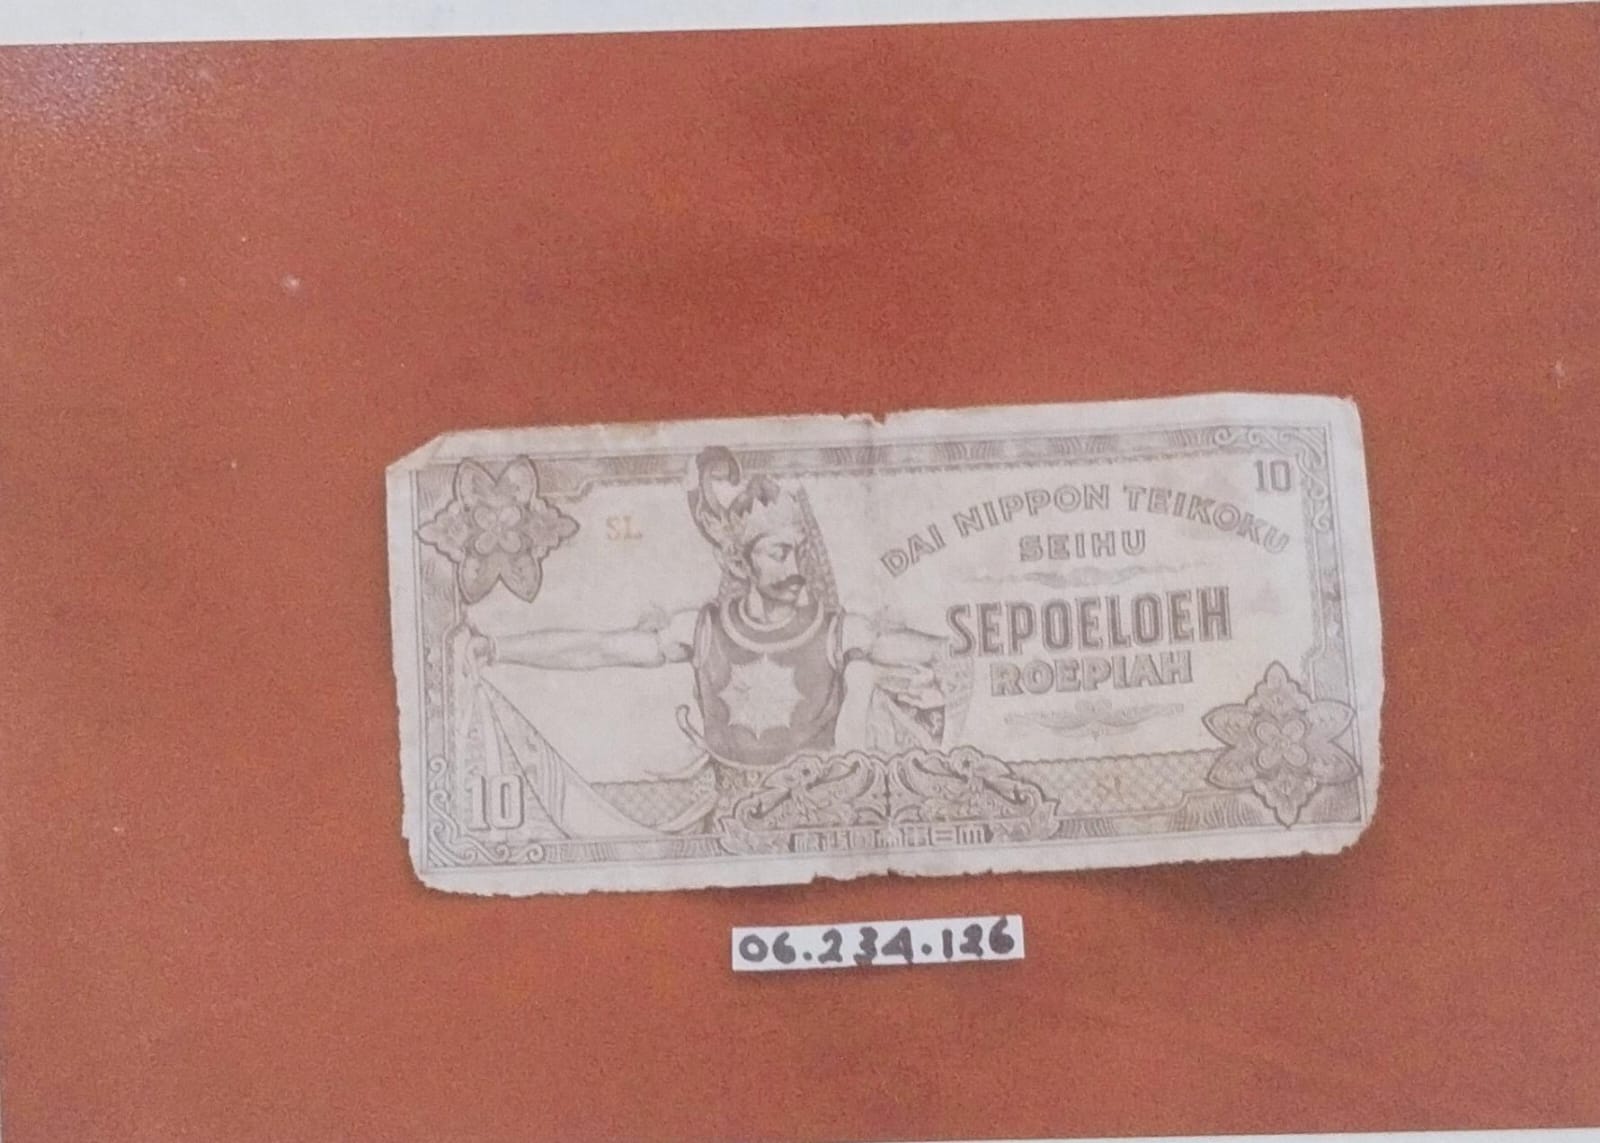 10
SL
DAI NIPPON TEIKOKU
SEIHU
SEPOELOEH
ROEPIAH
10
SL
06.234.126